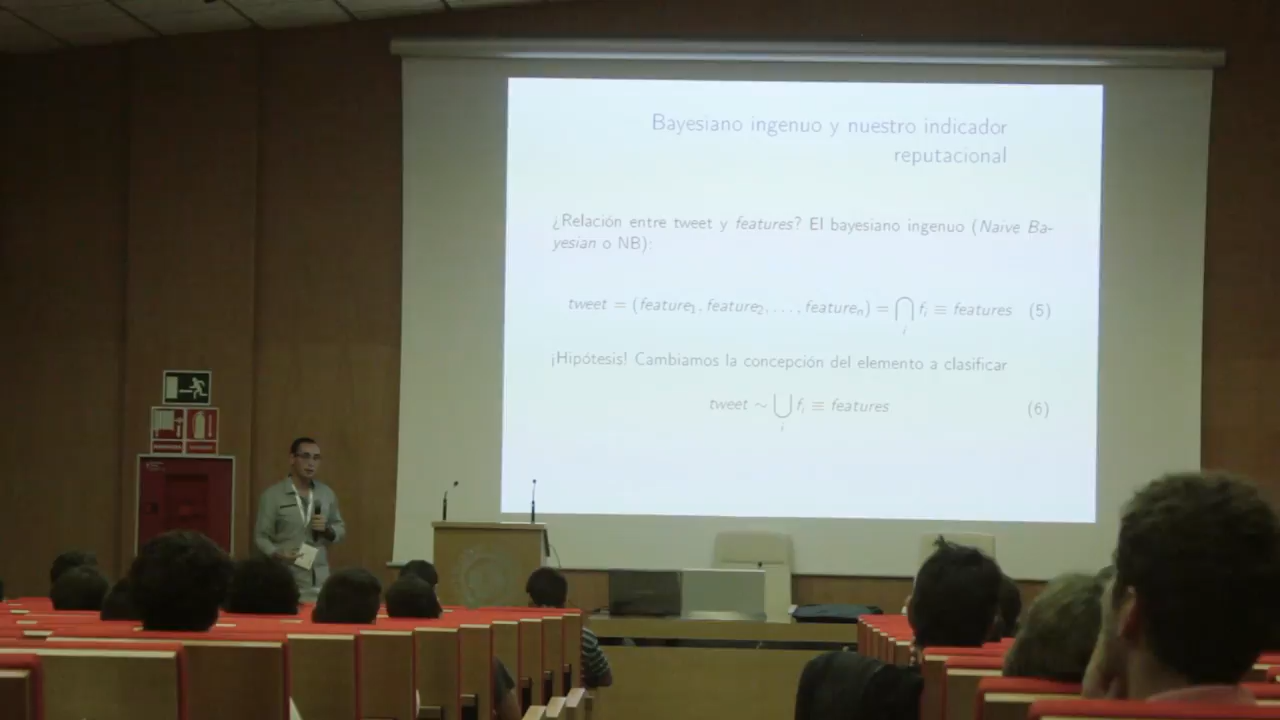 Bayesiano ingenuo y nuestro indicador
reputacional
¿Relación entre tweet y features? El bayesiano ingenuo (Naive Ba-
yesian o NB):
tweet = (feature₁, feature₂, . . . , featureₙ) = ⋂ᵢ fᵢ ≡ features (5)
¡Hipótesis! Cambiamos la concepción del elemento a clasificar
tweet ∼ ⋃ᵢ fᵢ ≡ features (6)